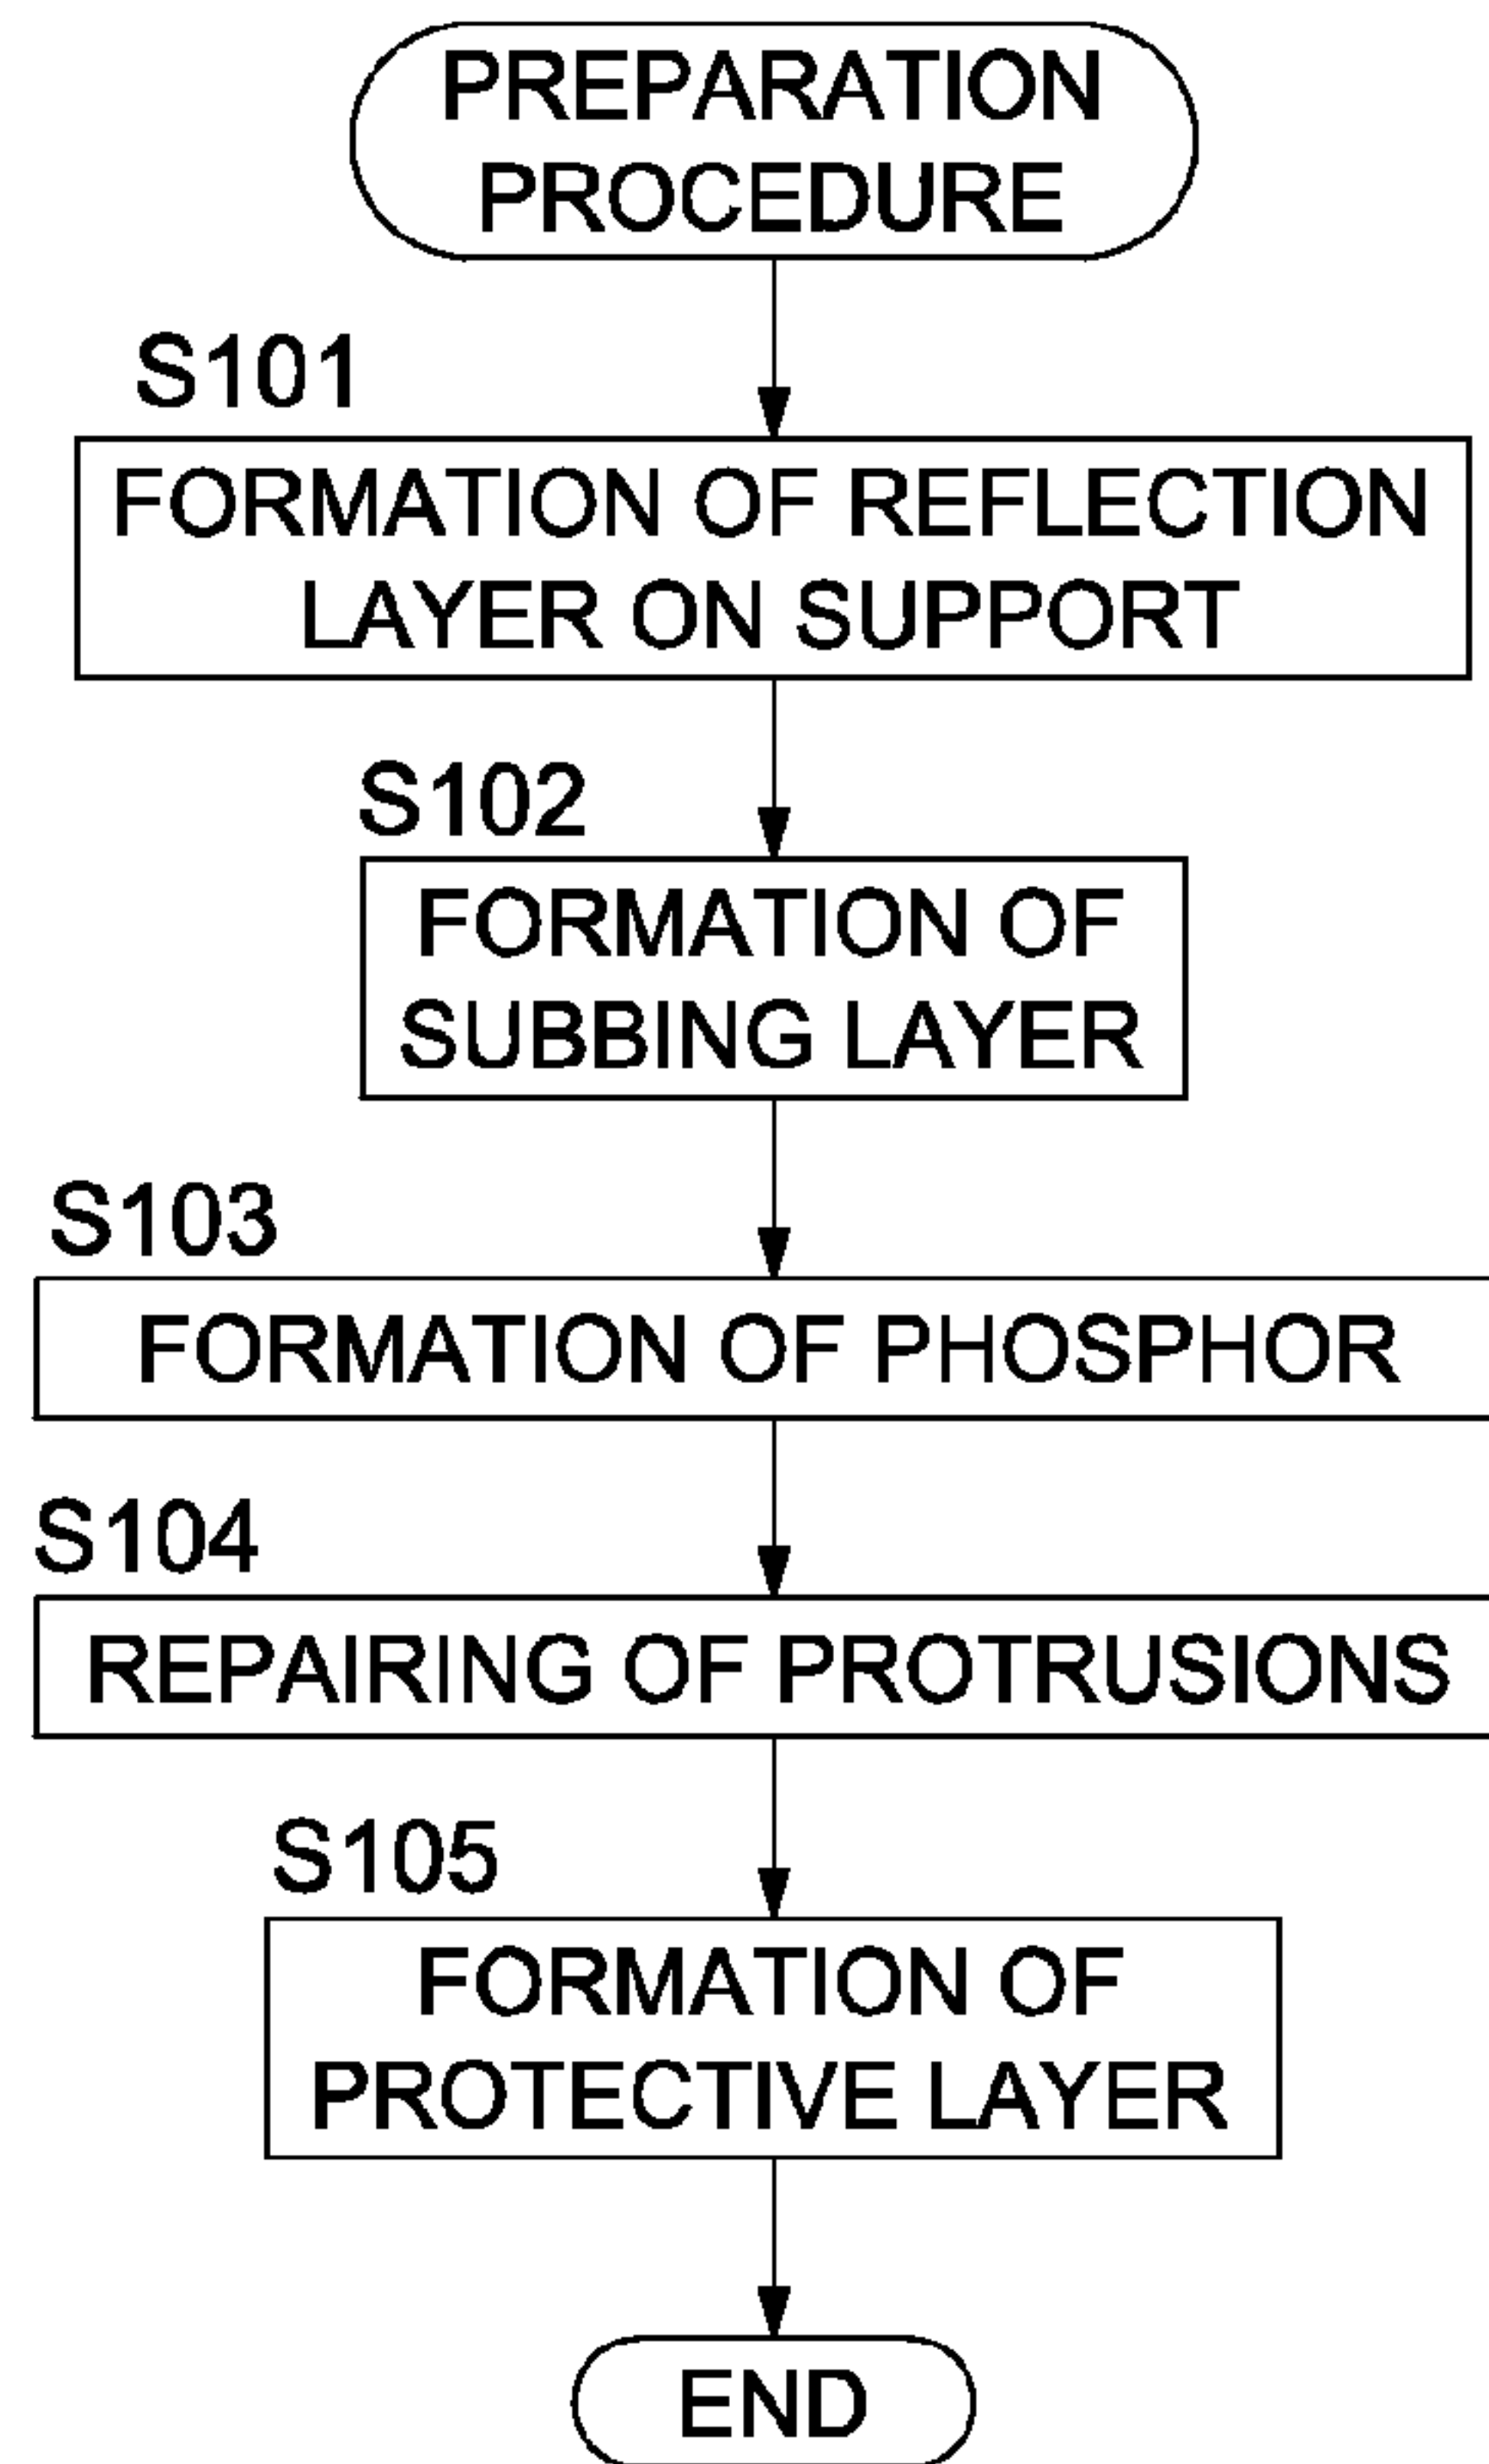 PREPARATION
PROCEDURE
S101
FORMATION OF REFLECTION
LAYER ON SUPPORT
S102
FORMATION OF
SUBBING LAYER
S103
FORMATION OF PHOSPHOR
S104
REPAIRING OF PROTRUSIONS
S105
FORMATION OF
PROTECTIVE LAYER
END